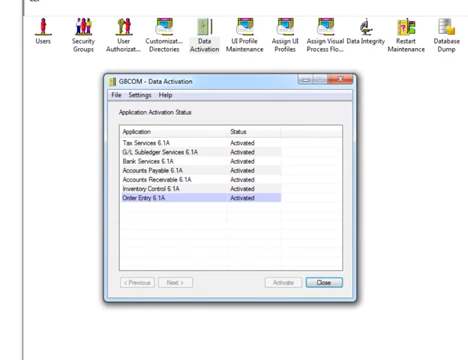 Users Security Groups User Authorizat... Customizat... Directories Data Activation UI Profile Maintenance Assign UI Profiles Assign Visual Process Flo... Data Integrity Restart Maintenance Database Dump
GBCOM - Data Activation
File Settings Help
Application Activation Status
Application Status
Tax Services 6.1A Activated
G/L Subledger Services 6.1A Activated
Bank Services 6.1A Activated
Accounts Payable 6.1A Activated
Accounts Receivable 6.1A Activated
Inventory Control 6.1A Activated
Order Entry 6.1A Activated
< Previous Next > Activate Close